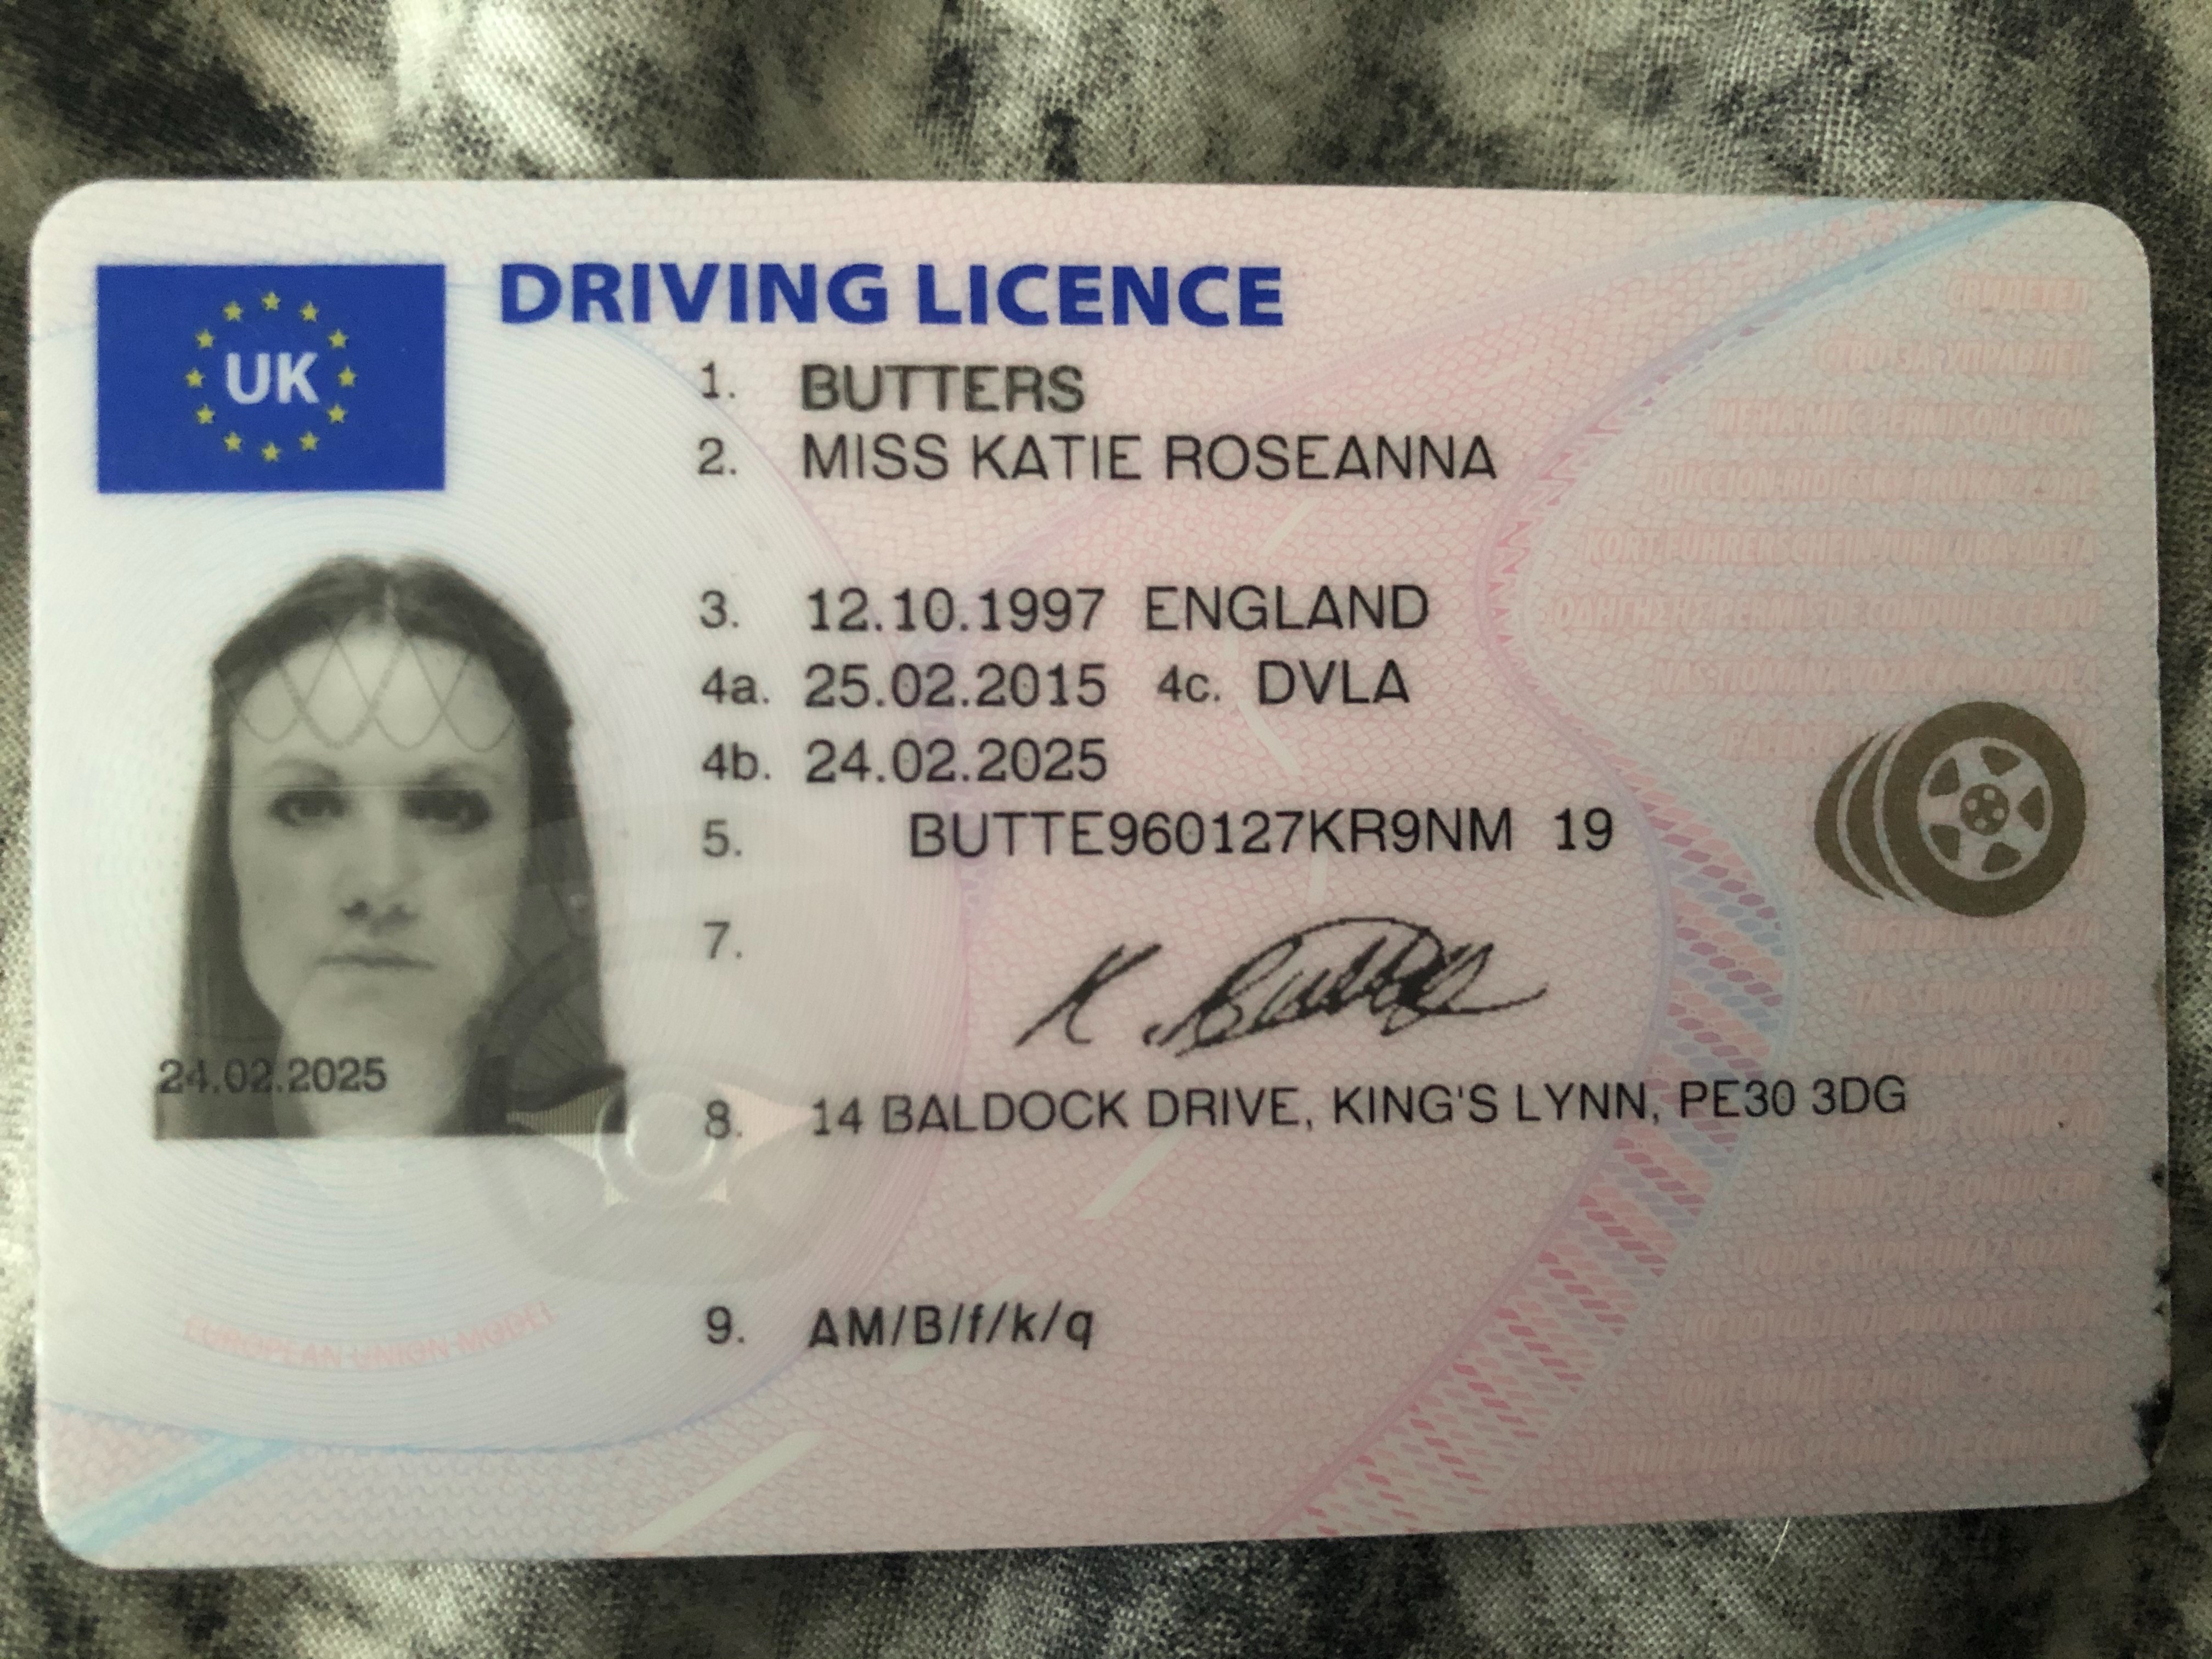 UK
DRIVING LICENCE
1. BUTTERS
2. MISS KATIE ROSEANNA
3. 12.10.1997 ENGLAND
4a. 25.02.2015 4c. DVLA
4b. 24.02.2025
5. BUTTE960127KR9NM 19
7. K. Butters
24.02.2025
8. 14 BALDOCK DRIVE, KING'S LYNN, PE30 3DG
9. AM/B/f/k/q
EUROPEAN UNION MODEL